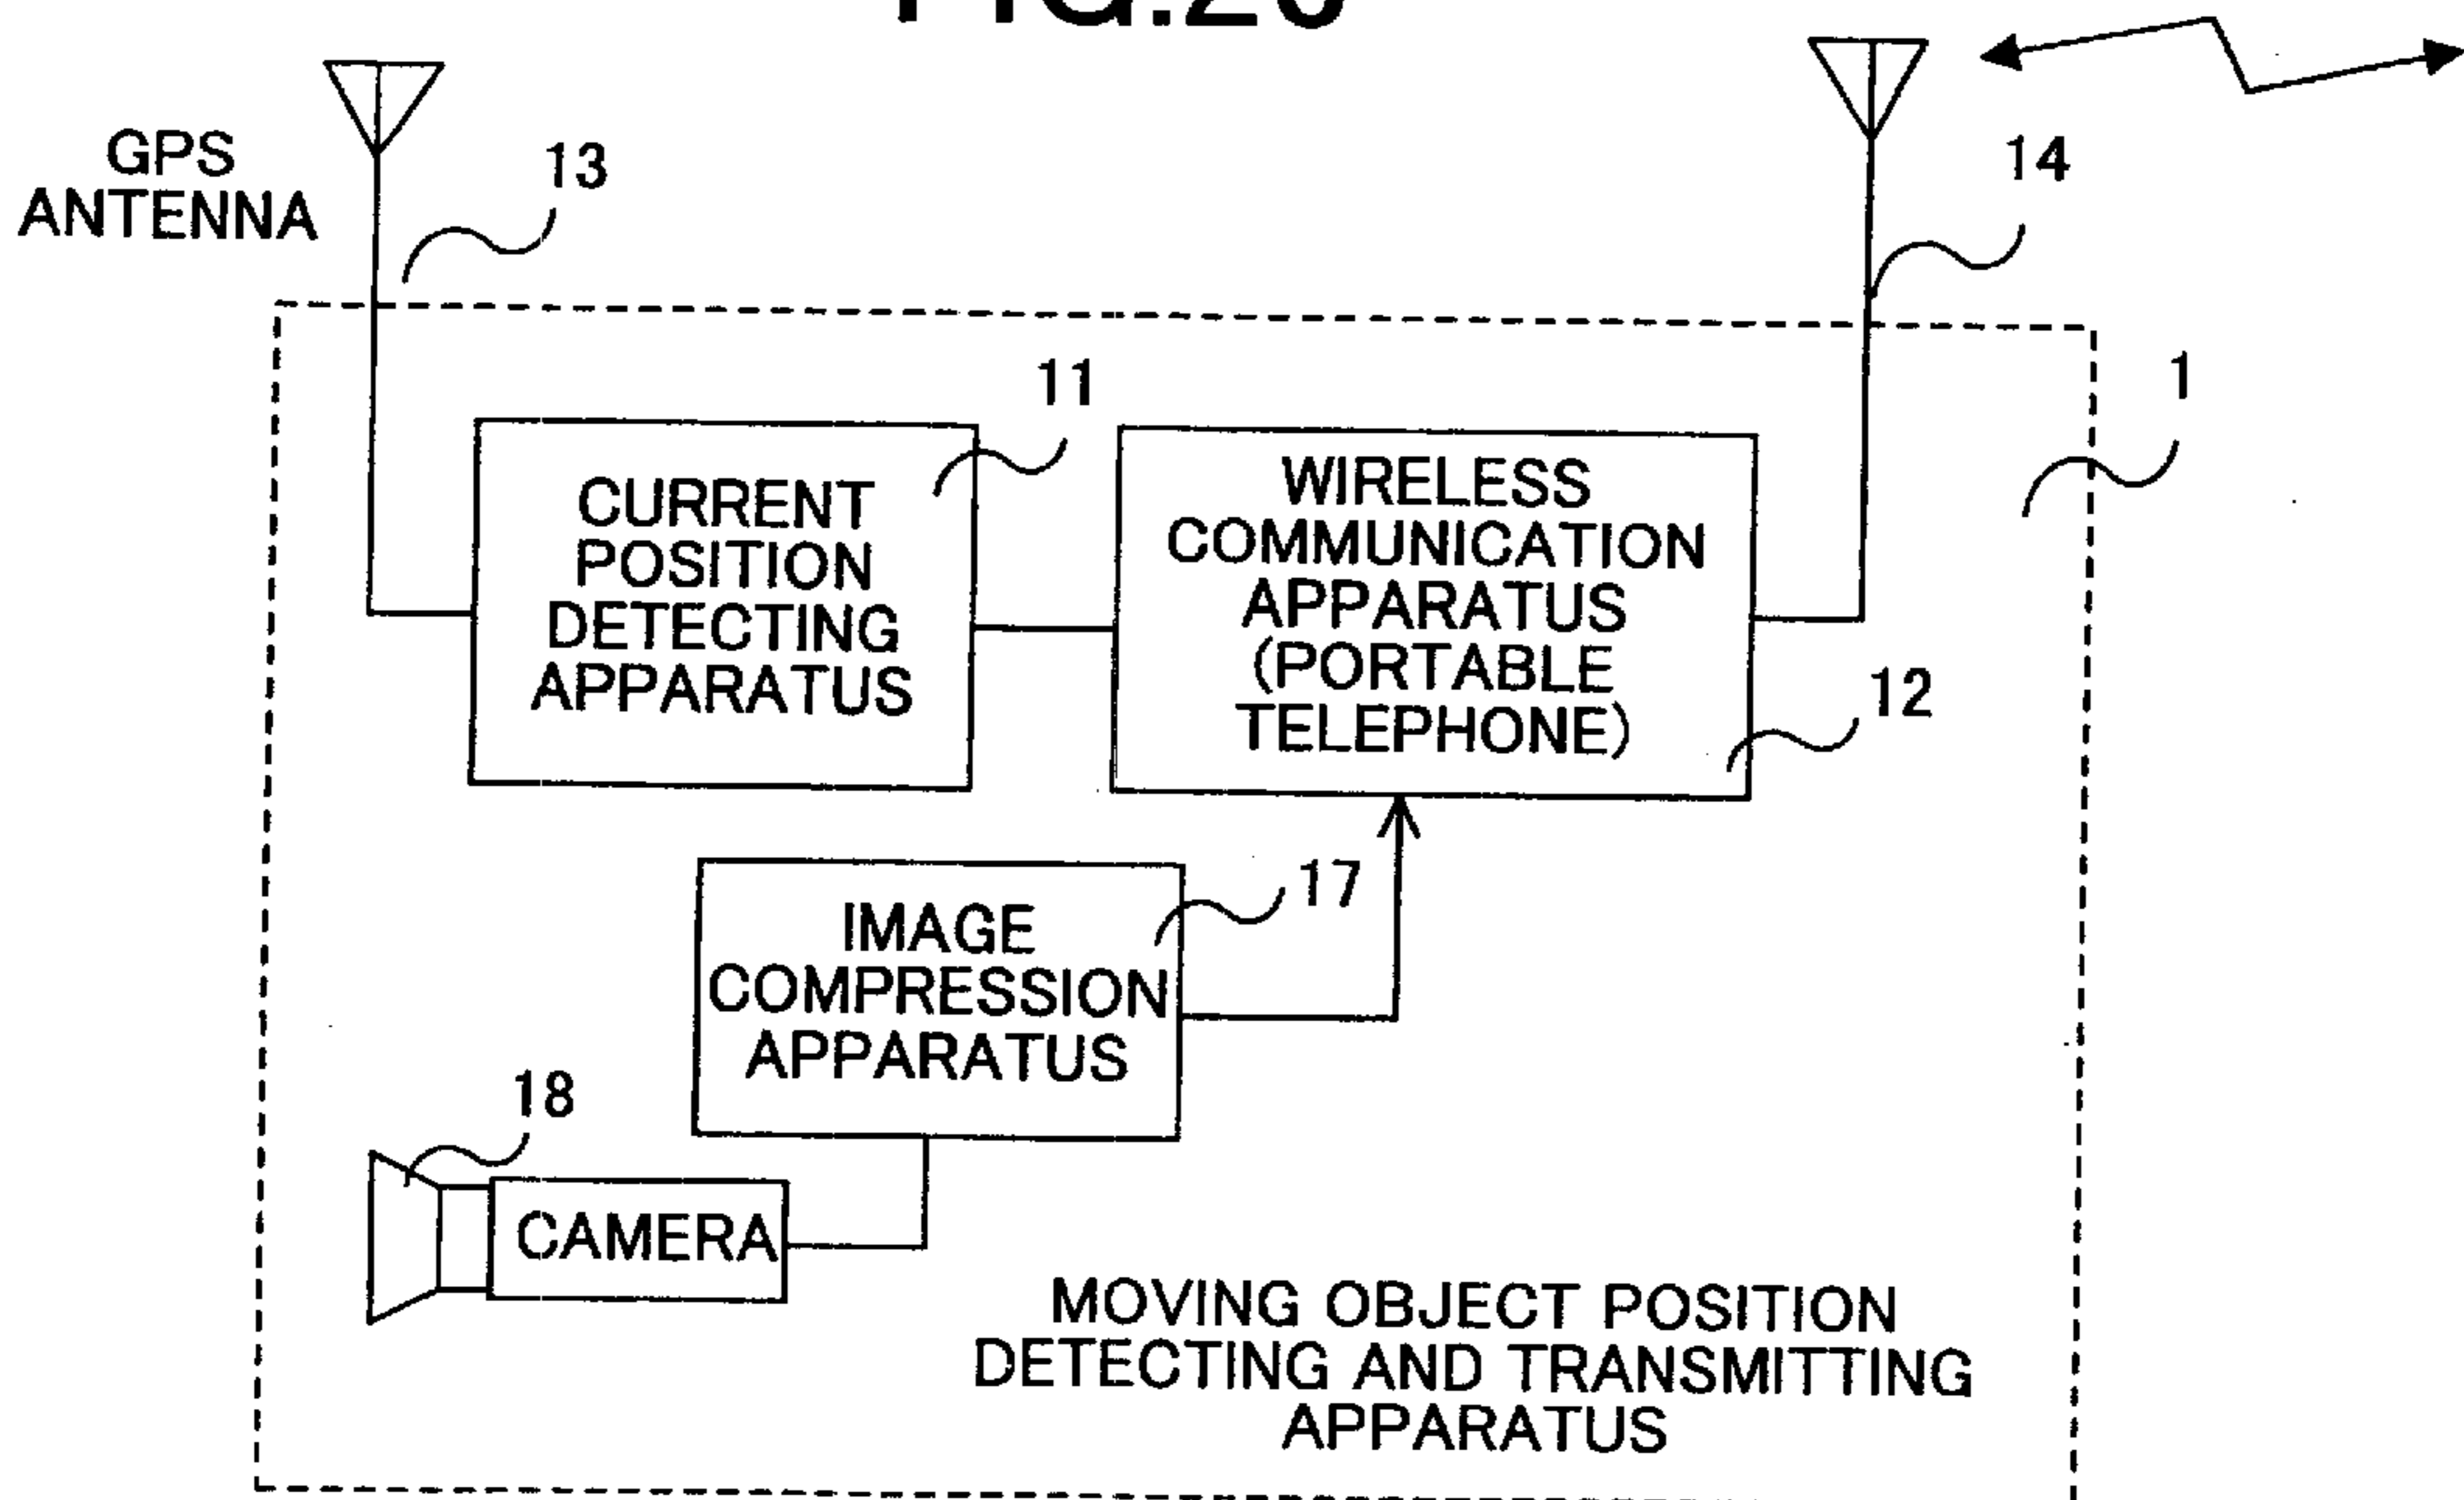 GPS
ANTENNA
13
14
1
11
CURRENT
POSITION
DETECTING
APPARATUS
WIRELESS
COMMUNICATION
APPARATUS
(PORTABLE
TELEPHONE)
12
IMAGE
COMPRESSION
APPARATUS
17
18
CAMERA
MOVING OBJECT POSITION
DETECTING AND TRANSMITTING
APPARATUS